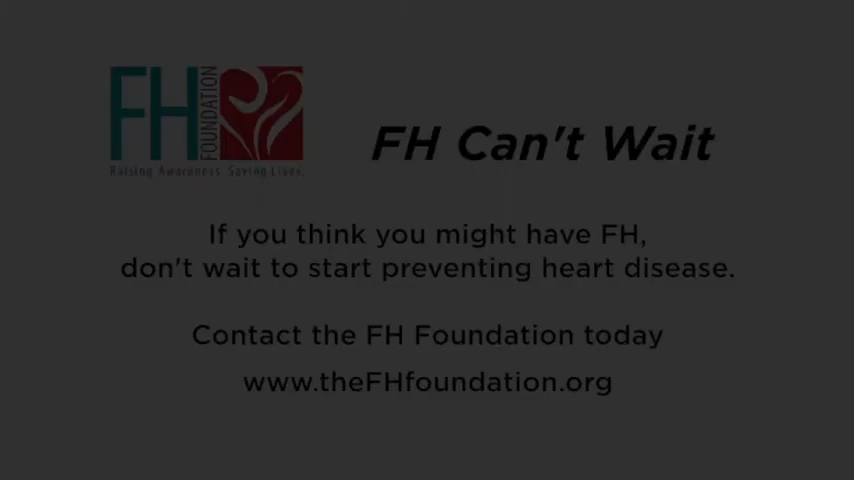 FH
FOUNDATION
Raising Awareness. Saving Lives.
FH Can't Wait
If you think you might have FH,
don't wait to start preventing heart disease.
Contact the FH Foundation today
www.theFHfoundation.org